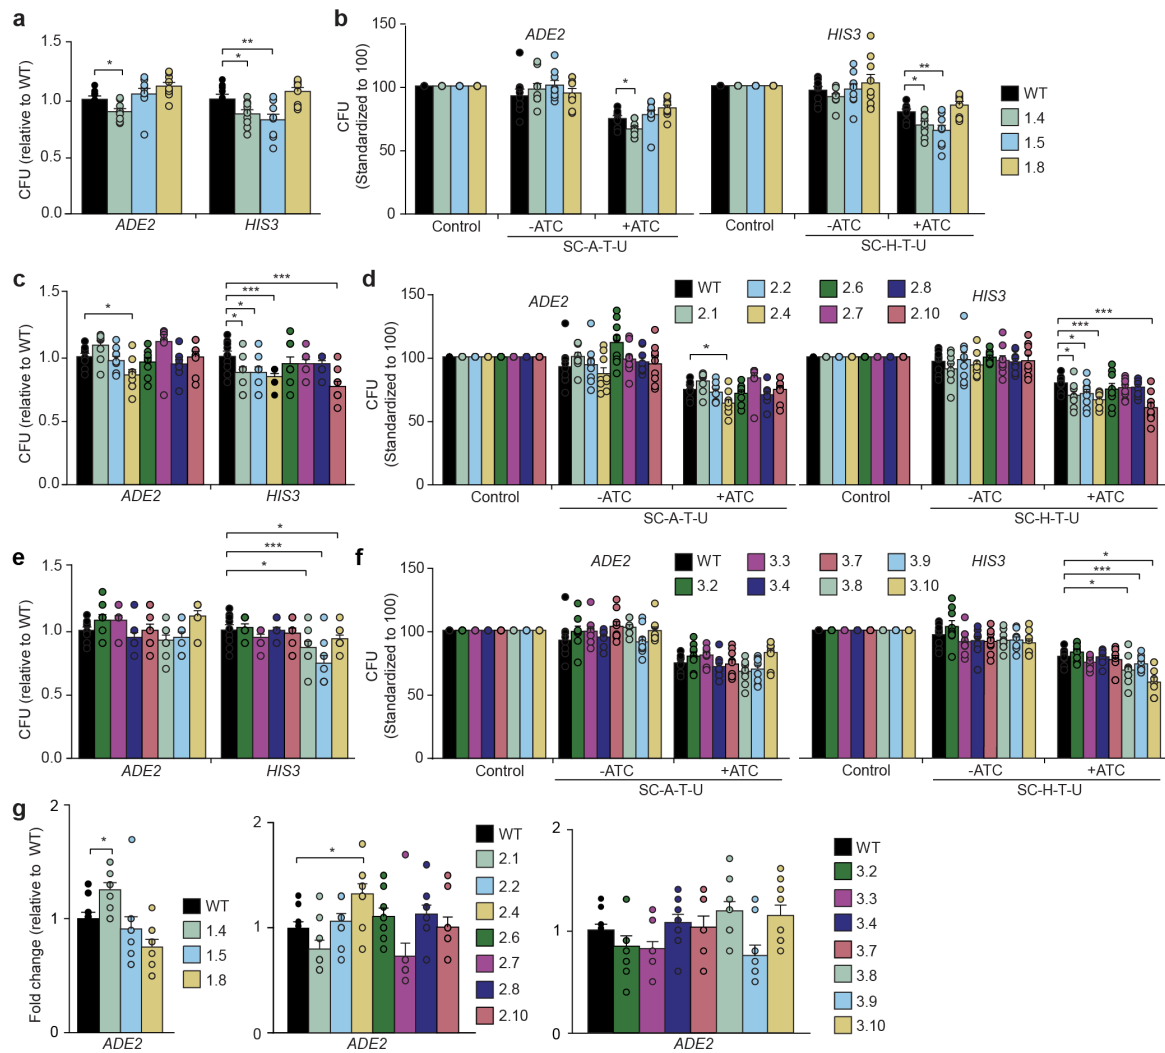 a
CFU (relative to WT)
1.5
1.0
0.5
0.0
*
*
**
ADE2
HIS3
b
CFU
(Standardized to 100)
150
100
50
0
ADE2
HIS3
*
*
**
Control
-ATC
+ATC
SC-A-T-U
Control
-ATC
+ATC
SC-H-T-U
WT
1.4
1.5
1.8
c
CFU (relative to WT)
1.5
1.0
0.5
0.0
*
*
*
***
***
ADE2
HIS3
d
CFU
(Standardized to 100)
150
100
50
0
ADE2
HIS3
WT
2.2
2.6
2.8
2.1
2.4
2.7
2.10
*
*
*
***
***
Control
-ATC
+ATC
SC-A-T-U
Control
-ATC
+ATC
SC-H-T-U
e
CFU (relative to WT)
1.5
1.0
0.5
0.0
*
***
*
ADE2
HIS3
f
CFU
(Standardized to 100)
150
100
50
0
ADE2
HIS3
WT
3.3
3.7
3.9
3.2
3.4
3.8
3.10
*
***
*
Control
-ATC
+ATC
SC-A-T-U
Control
-ATC
+ATC
SC-H-T-U
g
Fold change (relative to WT)
2
1
0
*
ADE2
WT
1.4
1.5
1.8
2
1
0
*
ADE2
WT
2.1
2.2
2.4
2.6
2.7
2.8
2.10
2
1
0
ADE2
WT
3.2
3.3
3.4
3.7
3.8
3.9
3.10